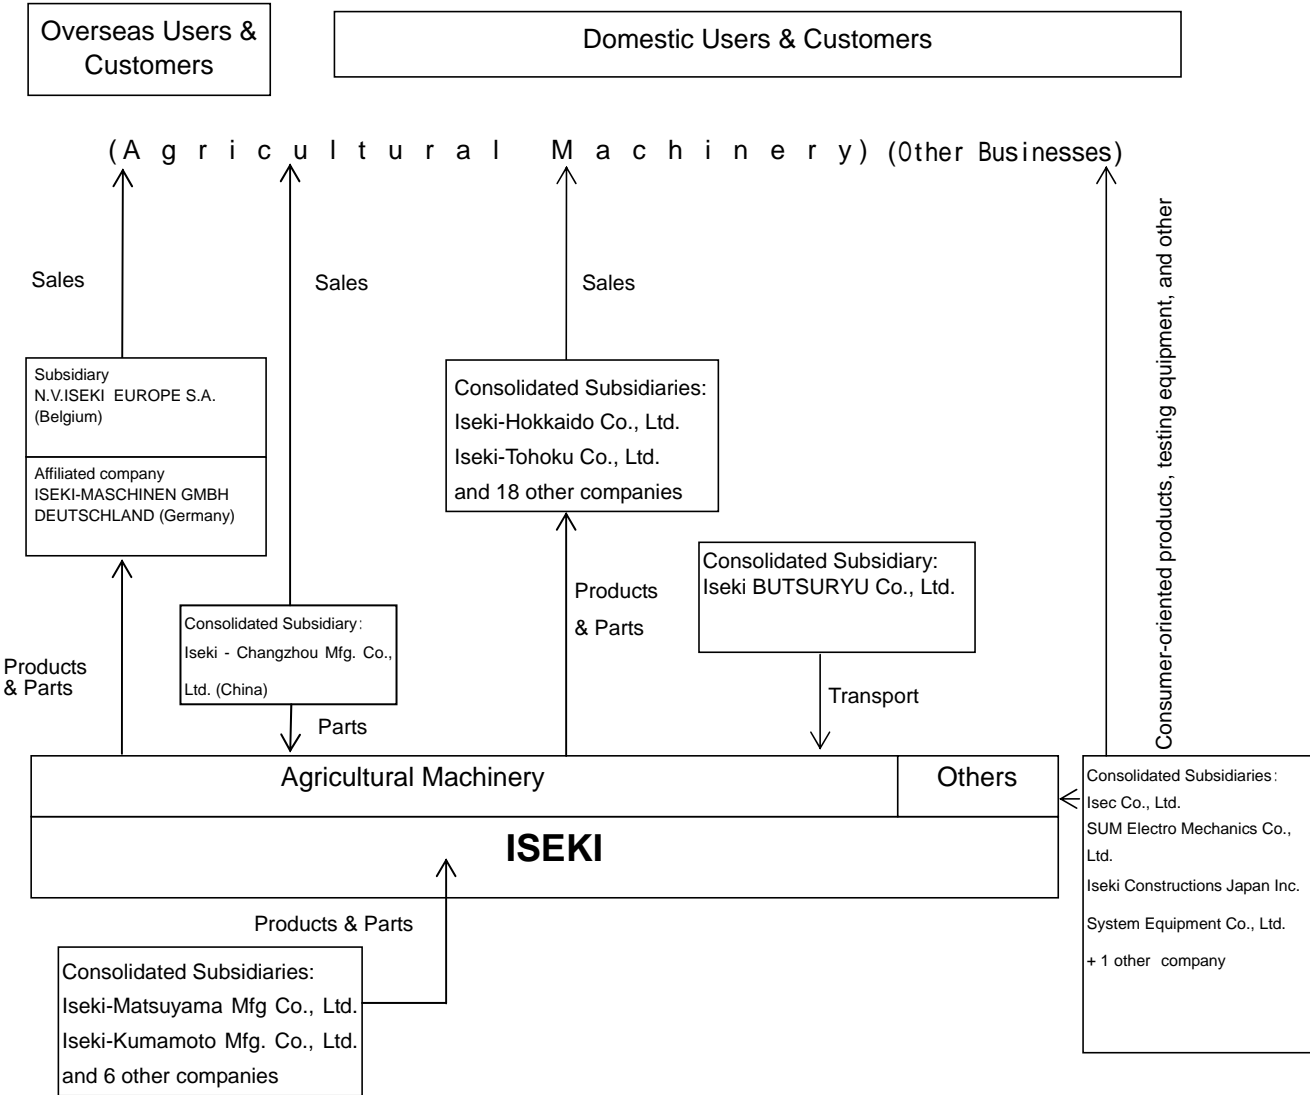 Overseas Users &
Customers
Domestic Users & Customers
(Agricultural Machinery) (Other Businesses)
Sales
Sales
Sales
Consumer-oriented products, testing equipment, and other
Subsidiary
N.V.ISEKI EUROPE S.A.
(Belgium)
Affiliated company
ISEKI-MASCHINEN GMBH
DEUTSCHLAND (Germany)
Consolidated Subsidiaries:
Iseki-Hokkaido Co., Ltd.
Iseki-Tohoku Co., Ltd.
and 18 other companies
Consolidated Subsidiary:
Iseki BUTSURYU Co., Ltd.
Products
& Parts
Consolidated Subsidiary:
Iseki - Changzhou Mfg. Co.,
Ltd. (China)
Products
& Parts
Transport
Parts
Agricultural Machinery
Others
ISEKI
Consolidated Subsidiaries:
Isec Co., Ltd.
SUM Electro Mechanics Co.,
Ltd.
Iseki Constructions Japan Inc.
System Equipment Co., Ltd.
+ 1 other company
Products & Parts
Consolidated Subsidiaries:
Iseki-Matsuyama Mfg Co., Ltd.
Iseki-Kumamoto Mfg. Co., Ltd.
and 6 other companies